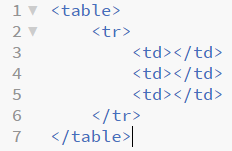 1 <table>
2 <tr>
3 <td></td>
4 <td></td>
5 <td></td>
6 </tr>
7 </table>